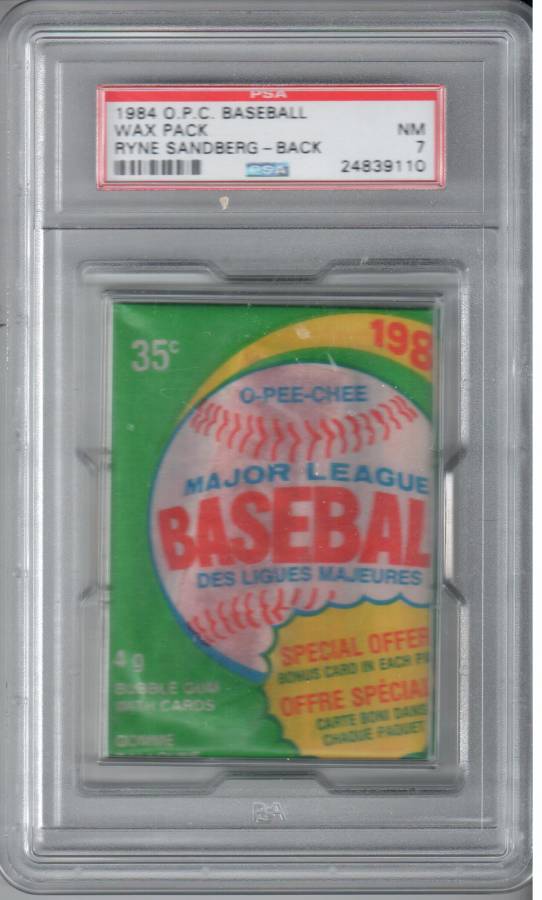 PSA
1984 O.P.C. BASEBALL
WAX PACK NM
RYNE SANDBERG - BACK 7
PSA 24839110
35¢
198
O-PEE-CHEE
MAJOR LEAGUE
BASEBAL
DES LIGUES MAJEURES
SPECIAL OFFER
BONUS CARD IN EACH
OFFRE SPÉCIAL
CARTE BONI DANS
CHAQUE PAQUET
4 g
BUBBLE GUM
WITH CARDS
GOMME
PSA